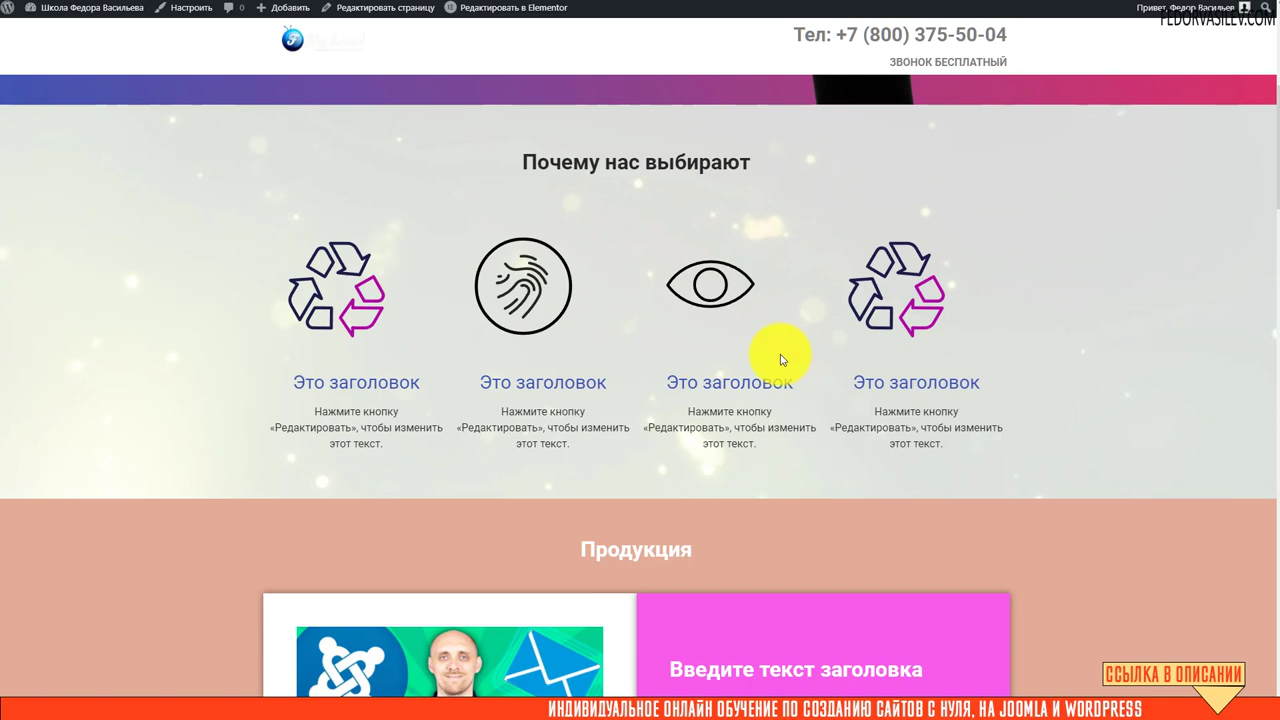 Школа Федора Васильева
Настроить
0
Добавить
Редактировать страницу
Редактировать в Elementor
Привет, Федор Васильев
FEDORVASILEV.COM
Тел: +7 (800) 375-50-04
ЗВОНОК БЕСПЛАТНЫЙ
Почему нас выбирают
Это заголовок
Нажмите кнопку
«Редактировать», чтобы изменить
этот текст.
Это заголовок
Нажмите кнопку
«Редактировать», чтобы изменить
этот текст.
Это заголовок
Нажмите кнопку
«Редактировать», чтобы изменить
этот текст.
Это заголовок
Нажмите кнопку
«Редактировать», чтобы изменить
этот текст.
Продукция
Введите текст заголовка
ССЫЛКА В ОПИСАНИИ
ИНДИВИДУАЛЬНОЕ ОНЛАЙН ОБУЧЕНИЕ ПО СОЗДАНИЮ САЙТОВ С НУЛЯ, НА JOOMLA И WORDPRESS